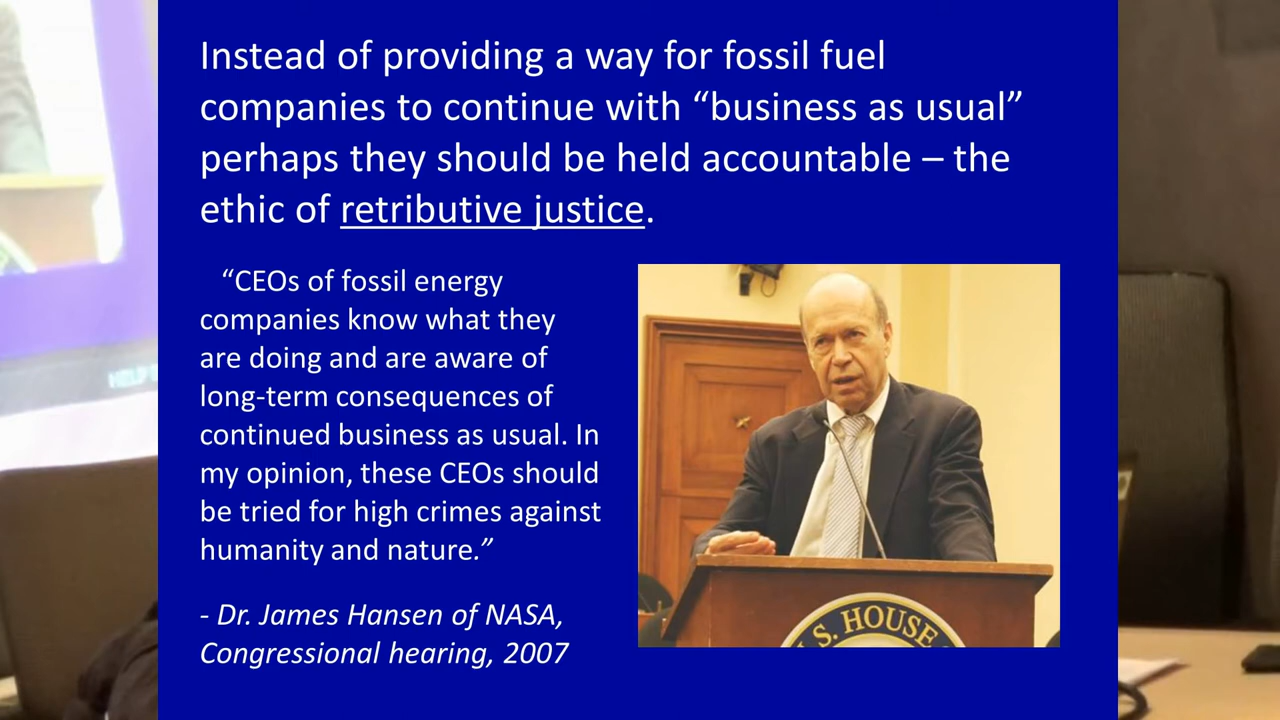 Instead of providing a way for fossil fuel
companies to continue with “business as usual”
perhaps they should be held accountable – the
ethic of retributive justice.
“CEOs of fossil energy
companies know what they
are doing and are aware of
long-term consequences of
continued business as usual. In
my opinion, these CEOs should
be tried for high crimes against
humanity and nature.”
- Dr. James Hansen of NASA,
Congressional hearing, 2007
S. HOUSE